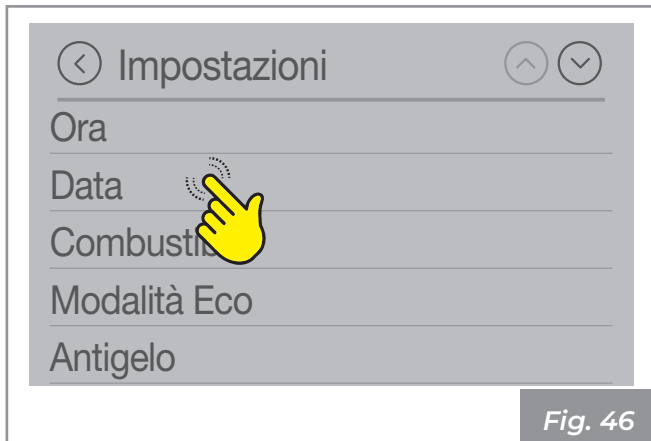 Impostazioni
Ora
Data
Combustib
Modalità Eco
Antigelo
Fig. 46